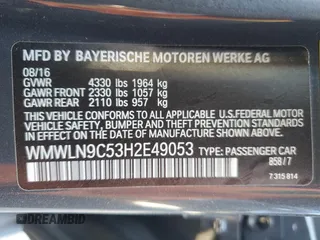 MFD BY BAYERISCHE MOTOREN WERKE AG
08/16
GVWR 4330 lbs 1964 kg
GAWR FRONT 2330 lbs 1057 kg
GAWR REAR 2110 lbs 957 kg
THIS VEHICLE CONFORMS TO ALL APPLICABLE U.S.FEDERAL MOTOR
VEHICLE SAFETY, BUMPER, AND THEFT PREVENTION STANDARDS
IN EFFECT ON THE DATE OF MANUFACTURE SHOWN ABOVE.
WMWLN9C53H2E49053 TYPE: PASSENGER CAR
858/7
7 315 814
DREAMBID